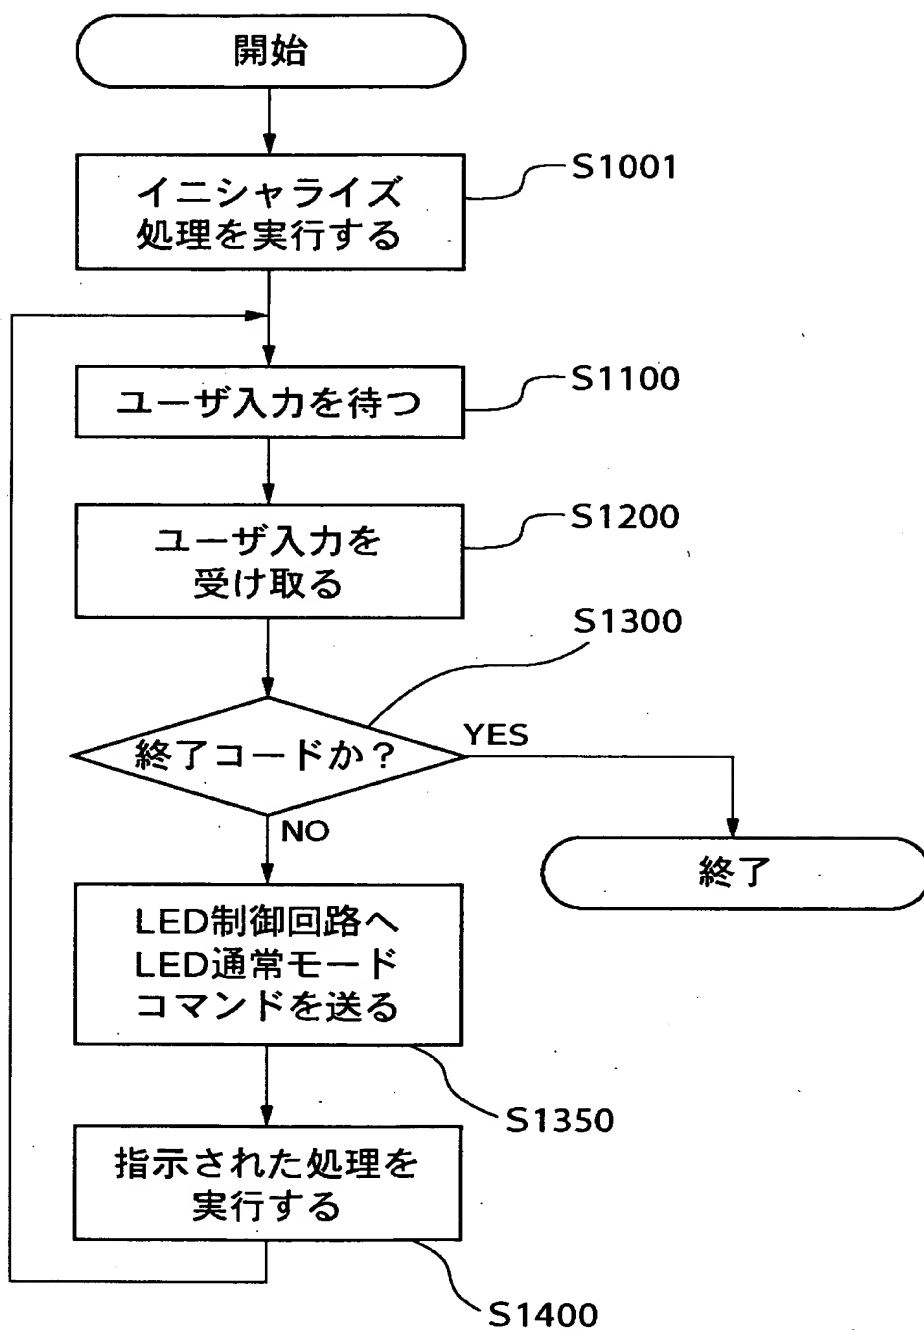 開始
イニシャライズ
処理を実行する
S1001
ユーザ入力を待つ
S1100
ユーザ入力を
受け取る
S1200
S1300
終了コードか?
YES
NO
終了
LED制御回路へ
LED通常モード
コマンドを送る
S1350
指示された処理を
実行する
S1400